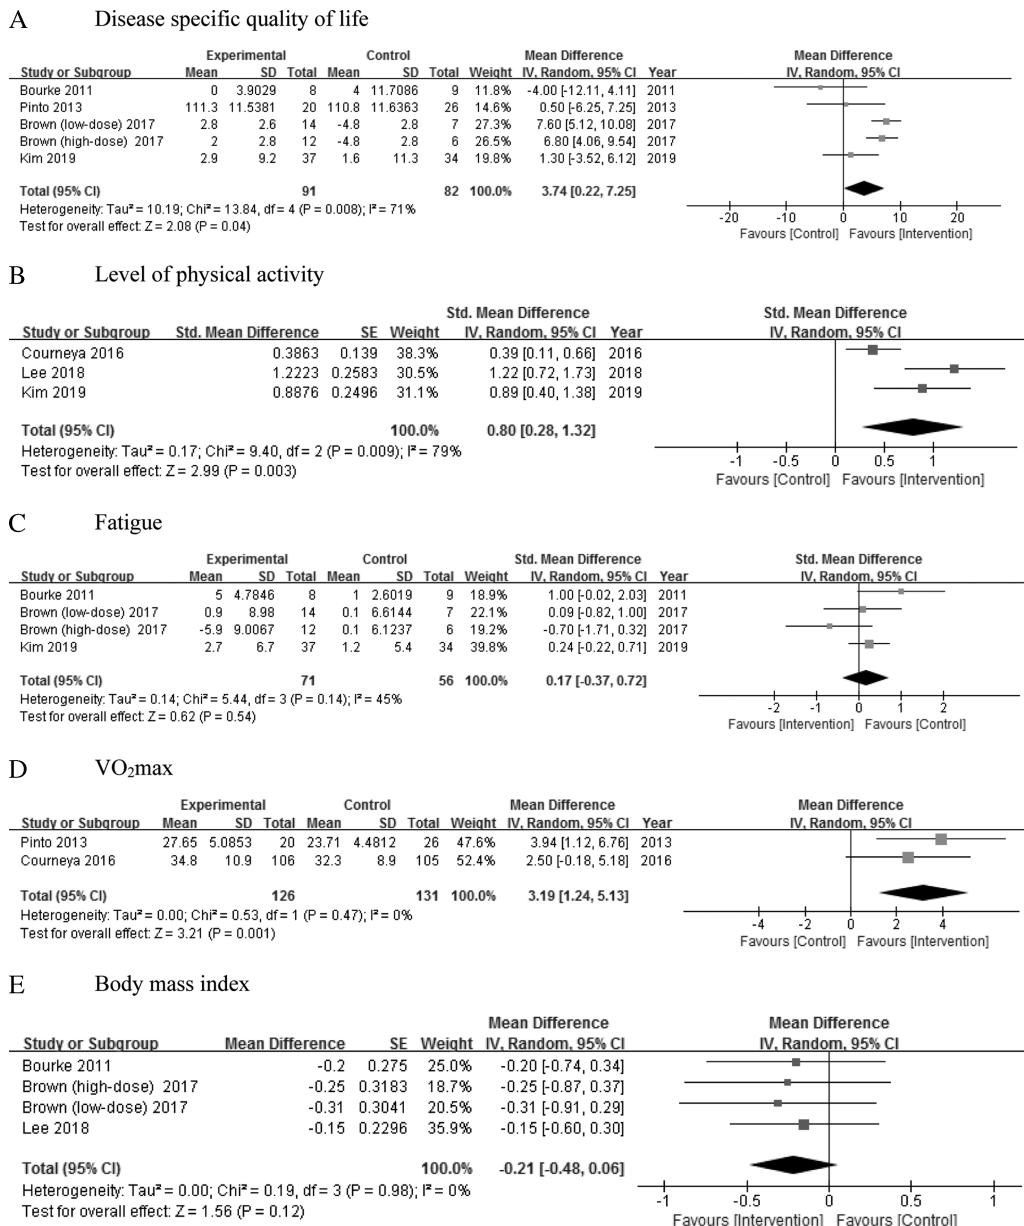 A Disease specific quality of life
Experimental Control Mean Difference Mean Difference
Study or Subgroup Mean SD Total Mean SD Total Weight IV, Random, 95% CI Year IV, Random, 95% CI
Bourke 2011 0 3.9029 8 4 11.7086 9 11.8% -4.00 [-12.11, 4.11] 2011
Pinto 2013 111.3 11.5381 20 110.8 11.6363 26 14.6% 0.50 [-6.25, 7.25] 2013
Brown (low-dose) 2017 2.8 2.6 14 -4.8 2.8 7 27.3% 7.60 [5.12, 10.08] 2017
Brown (high-dose) 2017 2 2.8 12 -4.8 2.8 6 26.5% 6.80 [4.06, 9.54] 2017
Kim 2019 2.9 9.2 37 1.6 11.3 34 19.8% 1.30 [-3.52, 6.12] 2019
Total (95% CI) 91 82 100.0% 3.74 [0.22, 7.25]
Heterogeneity: Tau² = 10.19; Chi² = 13.84, df = 4 (P = 0.008); I² = 71%
Test for overall effect: Z = 2.08 (P = 0.04)
-20 -10 0 10 20
Favours [Control] Favours [Intervention]
B Level of physical activity
Std. Mean Difference Std. Mean Difference
Study or Subgroup Std. Mean Difference SE Weight IV, Random, 95% CI Year IV, Random, 95% CI
Courneya 2016 0.3863 0.139 38.3% 0.39 [0.11, 0.66] 2016
Lee 2018 1.2223 0.2583 30.5% 1.22 [0.72, 1.73] 2018
Kim 2019 0.8876 0.2496 31.1% 0.89 [0.40, 1.38] 2019
Total (95% CI) 100.0% 0.80 [0.28, 1.32]
Heterogeneity: Tau² = 0.17; Chi² = 9.40, df = 2 (P = 0.009); I² = 79%
Test for overall effect: Z = 2.99 (P = 0.003)
-1 -0.5 0 0.5 1
Favours [Control] Favours [Intervention]
C Fatigue
Experimental Control Std. Mean Difference Std. Mean Difference
Study or Subgroup Mean SD Total Mean SD Total Weight IV, Random, 95% CI Year IV, Random, 95% CI
Bourke 2011 5 4.7846 8 1 2.6019 9 18.9% 1.00 [-0.02, 2.03] 2011
Brown (low-dose) 2017 0.9 8.98 14 0.1 6.6144 7 22.1% 0.09 [-0.82, 1.00] 2017
Brown (high-dose) 2017 -5.9 9.0067 12 0.1 6.1237 6 19.2% -0.70 [-1.71, 0.32] 2017
Kim 2019 2.7 6.7 37 1.2 5.4 34 39.8% 0.24 [-0.22, 0.71] 2019
Total (95% CI) 71 56 100.0% 0.17 [-0.37, 0.72]
Heterogeneity: Tau² = 0.14; Chi² = 5.44, df = 3 (P = 0.14); I² = 45%
Test for overall effect: Z = 0.62 (P = 0.54)
-2 -1 0 1 2
Favours [Intervention] Favours [Control]
D VO₂max
Experimental Control Mean Difference Mean Difference
Study or Subgroup Mean SD Total Mean SD Total Weight IV, Random, 95% CI Year IV, Random, 95% CI
Pinto 2013 27.65 5.0853 20 23.71 4.4812 26 47.6% 3.94 [1.12, 6.76] 2013
Courneya 2016 34.8 10.9 106 32.3 8.9 105 52.4% 2.50 [-0.18, 5.18] 2016
Total (95% CI) 126 131 100.0% 3.19 [1.24, 5.13]
Heterogeneity: Tau² = 0.00; Chi² = 0.53, df = 1 (P = 0.47); I² = 0%
Test for overall effect: Z = 3.21 (P = 0.001)
-4 -2 0 2 4
Favours [Control] Favours [Intervention]
E Body mass index
Mean Difference Mean Difference
Study or Subgroup Mean Difference SE Weight IV, Random, 95% CI IV, Random, 95% CI
Bourke 2011 -0.2 0.275 25.0% -0.20 [-0.74, 0.34]
Brown (high-dose) 2017 -0.25 0.3183 18.7% -0.25 [-0.87, 0.37]
Brown (low-dose) 2017 -0.31 0.3041 20.5% -0.31 [-0.91, 0.29]
Lee 2018 -0.15 0.2296 35.9% -0.15 [-0.60, 0.30]
Total (95% CI) 100.0% -0.21 [-0.48, 0.06]
Heterogeneity: Tau² = 0.00; Chi² = 0.19, df = 3 (P = 0.98); I² = 0%
Test for overall effect: Z = 1.56 (P = 0.12)
-1 -0.5 0 0.5 1
Favours [Intervention] Favours [Control]